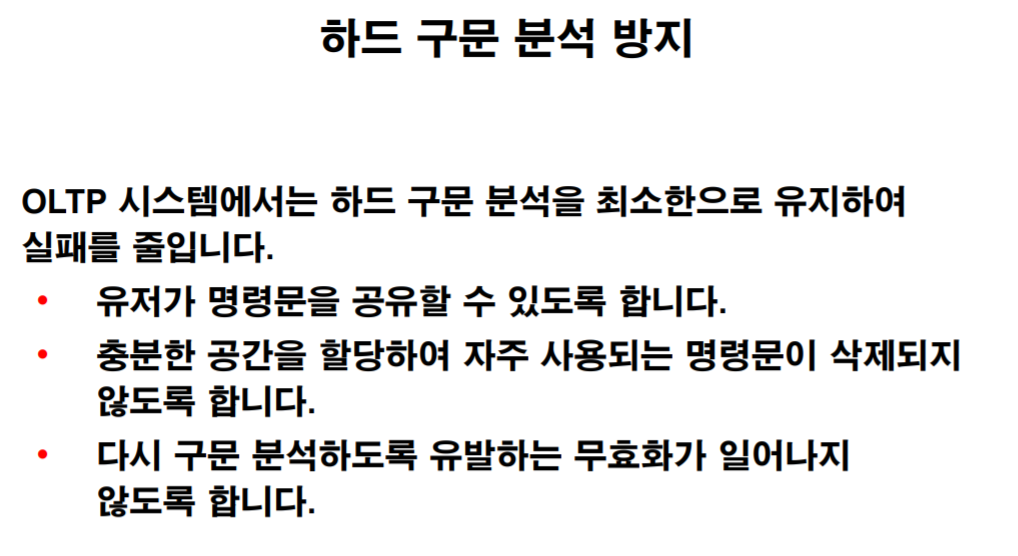 하드 구문 분석 방지
OLTP 시스템에서는 하드 구문 분석을 최소한으로 유지하여
실패를 줄입니다.
• 유저가 명령문을 공유할 수 있도록 합니다.
• 충분한 공간을 할당하여 자주 사용되는 명령문이 삭제되지
않도록 합니다.
• 다시 구문 분석하도록 유발하는 무효화가 일어나지
않도록 합니다.